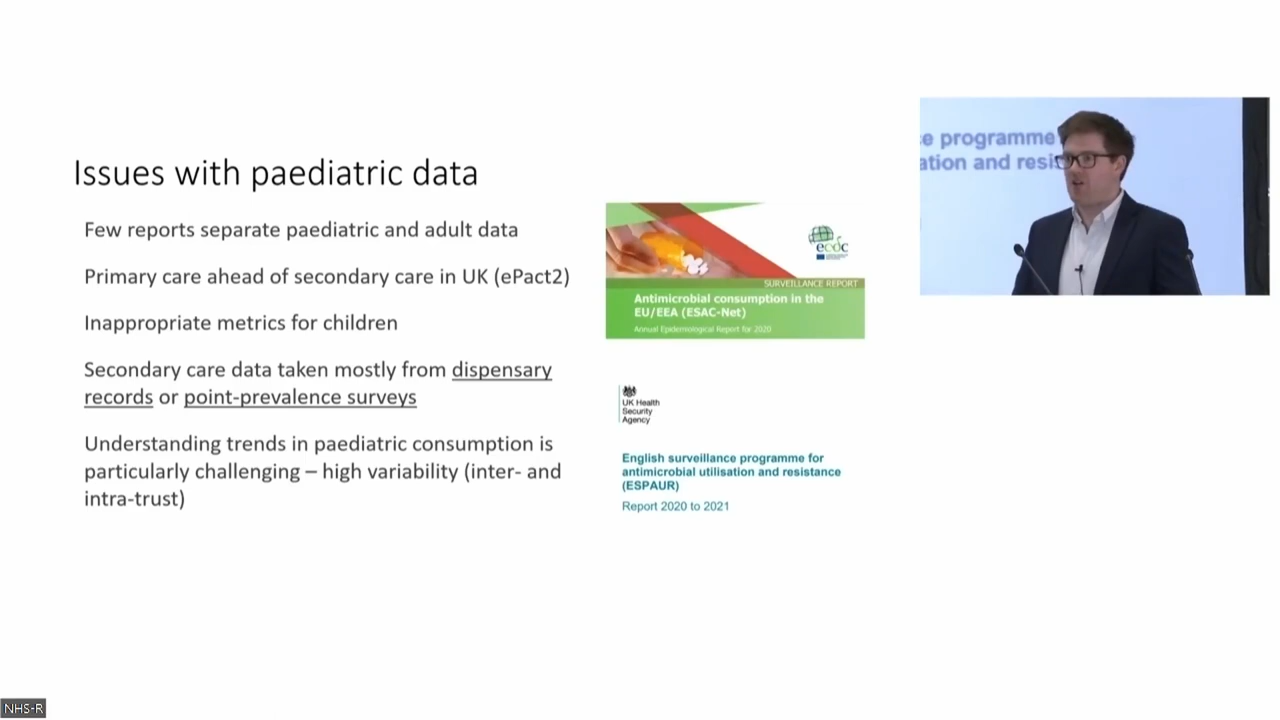 Issues with paediatric data
Few reports separate paediatric and adult data
Primary care ahead of secondary care in UK (ePact2)
Inappropriate metrics for children
Secondary care data taken mostly from dispensary
records or point-prevalence surveys
Understanding trends in paediatric consumption is
particularly challenging – high variability (inter- and
intra-trust)
ecdc
SURVEILLANCE REPORT
Antimicrobial consumption in the
EU/EEA (ESAC-Net)
Annual Epidemiological Report for 2020
UK Health
Security
Agency
English surveillance programme for
antimicrobial utilisation and resistance
(ESPAUR)
Report 2020 to 2021
e programme
ation and resis
NHS-R